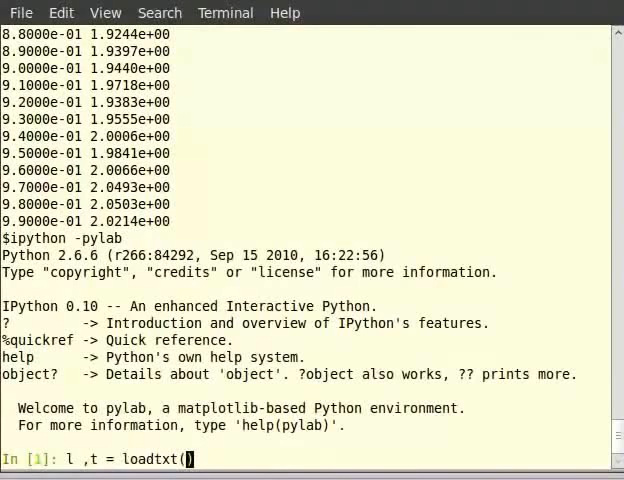 File Edit View Search Terminal Help
8.8000e-01 1.9244e+00
8.9000e-01 1.9397e+00
9.0000e-01 1.9440e+00
9.1000e-01 1.9718e+00
9.2000e-01 1.9383e+00
9.3000e-01 1.9555e+00
9.4000e-01 2.0006e+00
9.5000e-01 1.9841e+00
9.6000e-01 2.0066e+00
9.7000e-01 2.0493e+00
9.8000e-01 2.0503e+00
9.9000e-01 2.0214e+00
$ipython -pylab
Python 2.6.6 (r266:84292, Sep 15 2010, 16:22:56)
Type "copyright", "credits" or "license" for more information.
IPython 0.10 -- An enhanced Interactive Python.
?         -> Introduction and overview of IPython's features.
%quickref -> Quick reference.
help      -> Python's own help system.
object?   -> Details about 'object'. ?object also works, ?? prints more.
Welcome to pylab, a matplotlib-based Python environment.
For more information, type 'help(pylab)'.
In [1]: l ,t = loadtxt()